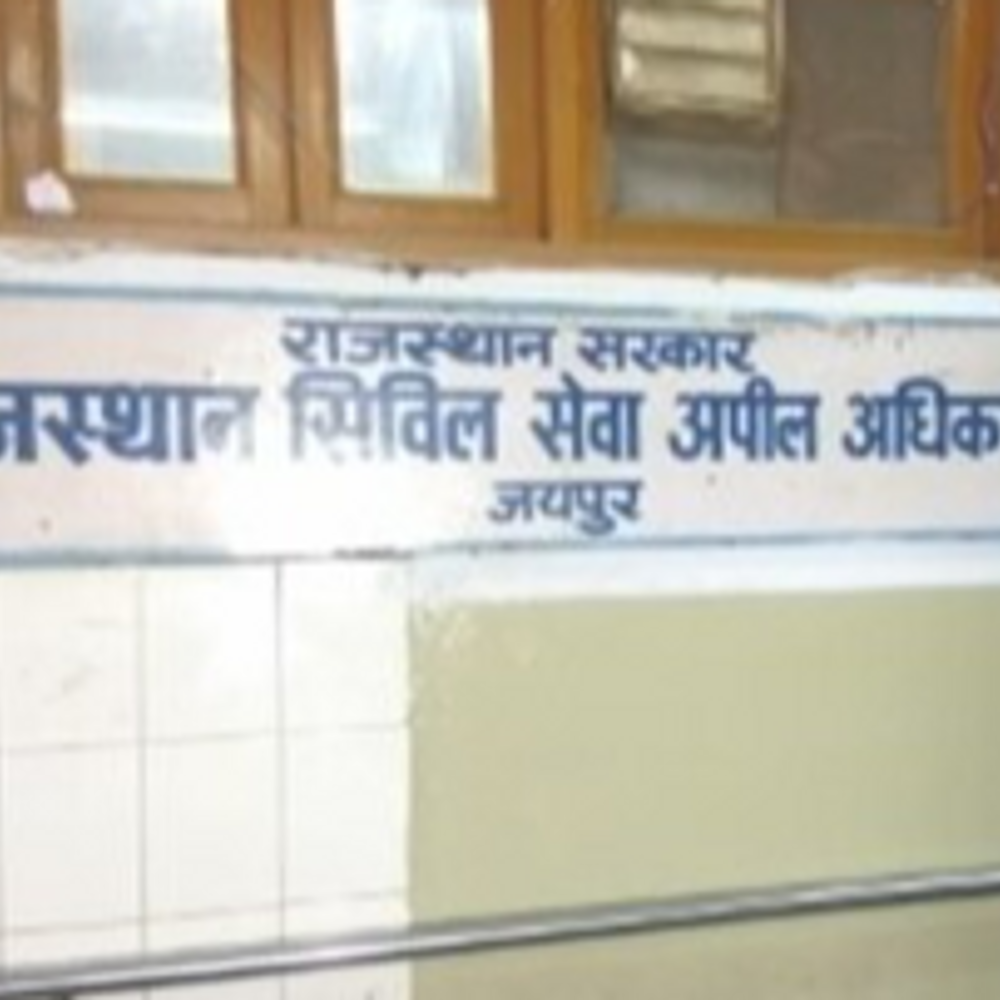 राजस्थान सरकार
जस्थान सिविल सेवा अपील अधिक
जयपुर